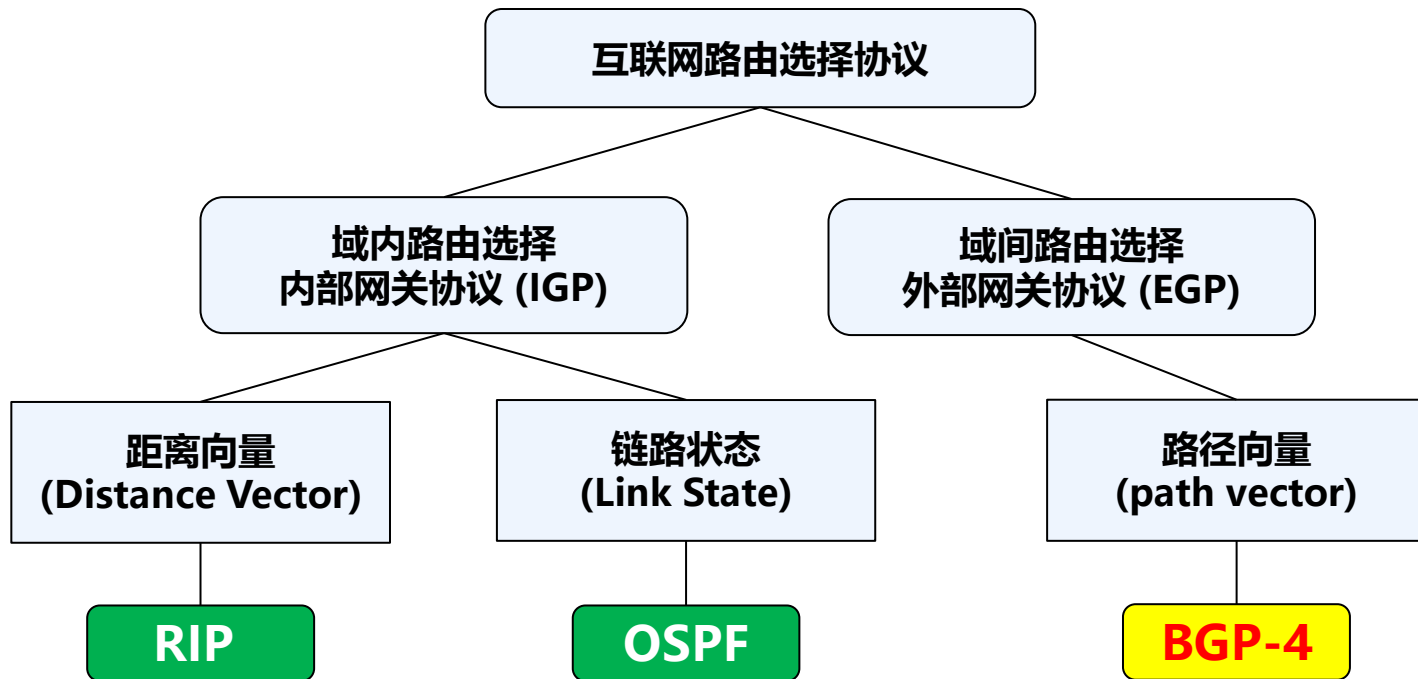 互联网路由选择协议
域内路由选择
内部网关协议 (IGP)
域间路由选择
外部网关协议 (EGP)
距离向量
(Distance Vector)
链路状态
(Link State)
路径向量
(path vector)
RIP
OSPF
BGP-4